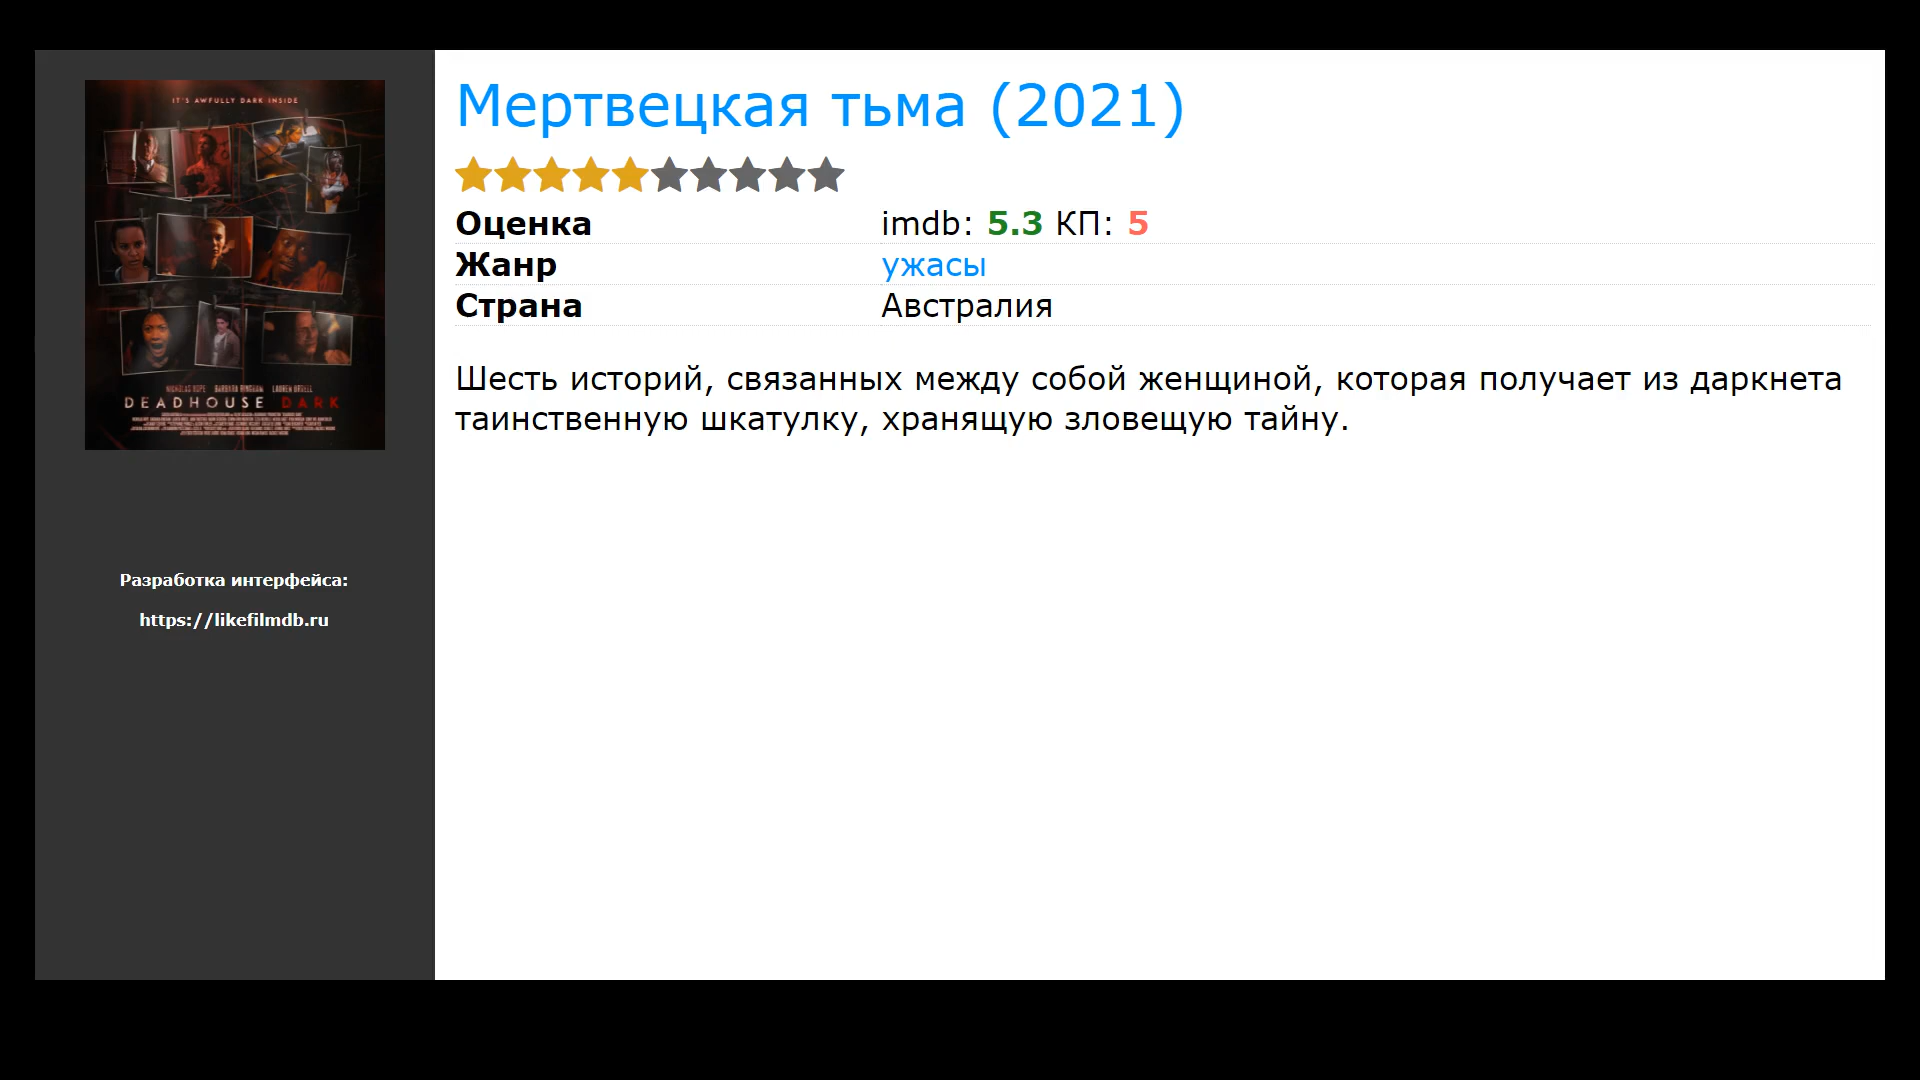 IT'S AWFULLY DARK INSIDE
DEADHOUSE DARK
Разработка интерфейса:
https://likefilmdb.ru
Мертвецкая тьма (2021)
Оценка imdb: 5.3 КП: 5
Жанр ужасы
Страна Австралия
Шесть историй, связанных между собой женщиной, которая получает из даркнета
таинственную шкатулку, хранящую зловещую тайну.